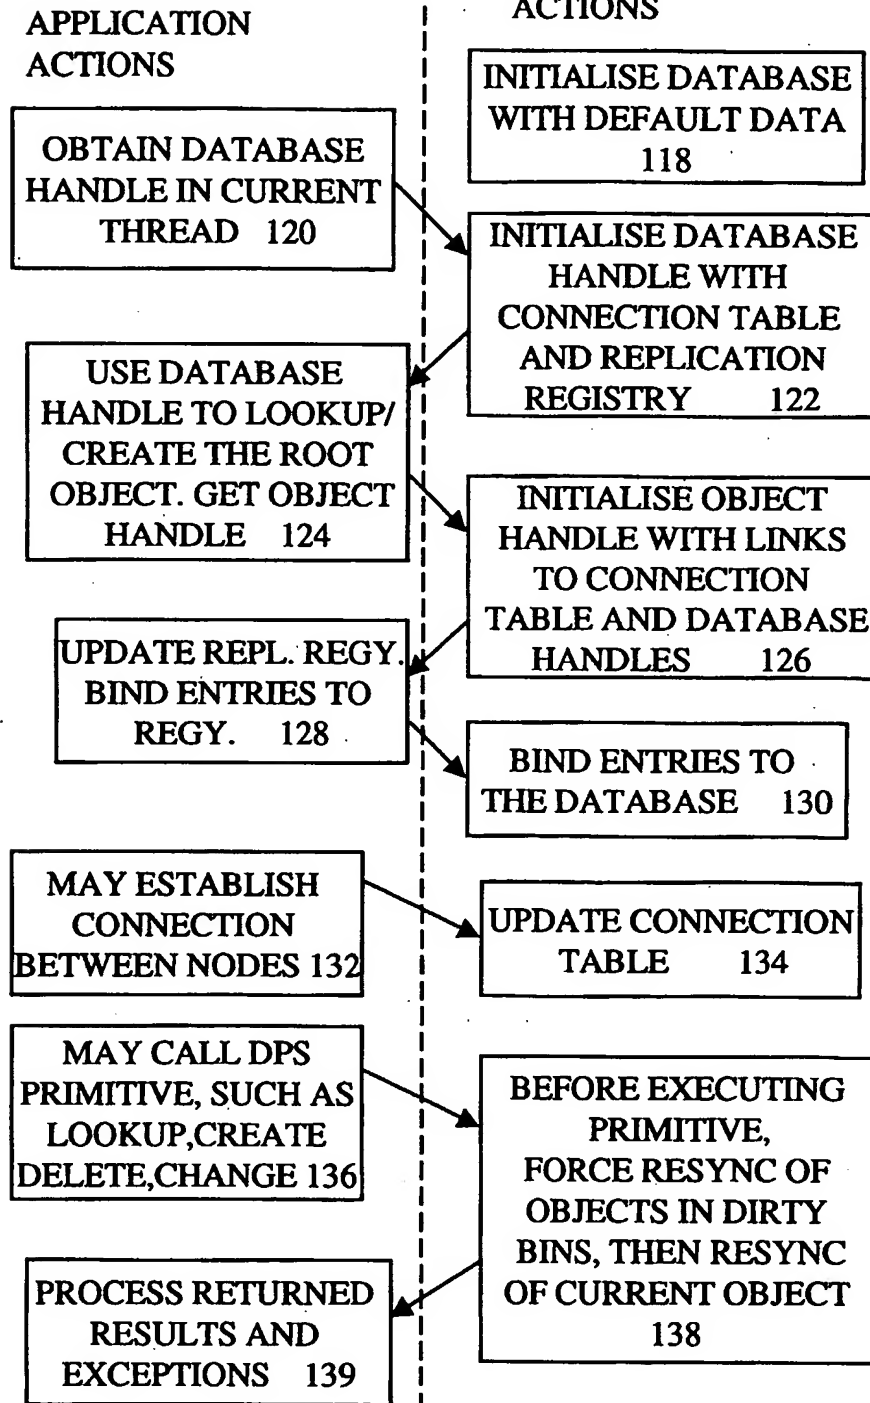 APPLICATION
ACTIONS
ACTIONS
INITIALISE DATABASE
WITH DEFAULT DATA
118
OBTAIN DATABASE
HANDLE IN CURRENT
THREAD 120
INITIALISE DATABASE
HANDLE WITH
CONNECTION TABLE
AND REPLICATION
REGISTRY 122
USE DATABASE
HANDLE TO LOOKUP/
CREATE THE ROOT
OBJECT. GET OBJECT
HANDLE 124
INITIALISE OBJECT
HANDLE WITH LINKS
TO CONNECTION
TABLE AND DATABASE
HANDLES 126
UPDATE REPL. REGY.
BIND ENTRIES TO
REGY. 128
BIND ENTRIES TO
THE DATABASE 130
MAY ESTABLISH
CONNECTION
BETWEEN NODES 132
UPDATE CONNECTION
TABLE 134
MAY CALL DPS
PRIMITIVE, SUCH AS
LOOKUP,CREATE
DELETE,CHANGE 136
BEFORE EXECUTING
PRIMITIVE,
FORCE RESYNC OF
OBJECTS IN DIRTY
BINS, THEN RESYNC
OF CURRENT OBJECT
138
PROCESS RETURNED
RESULTS AND
EXCEPTIONS 139